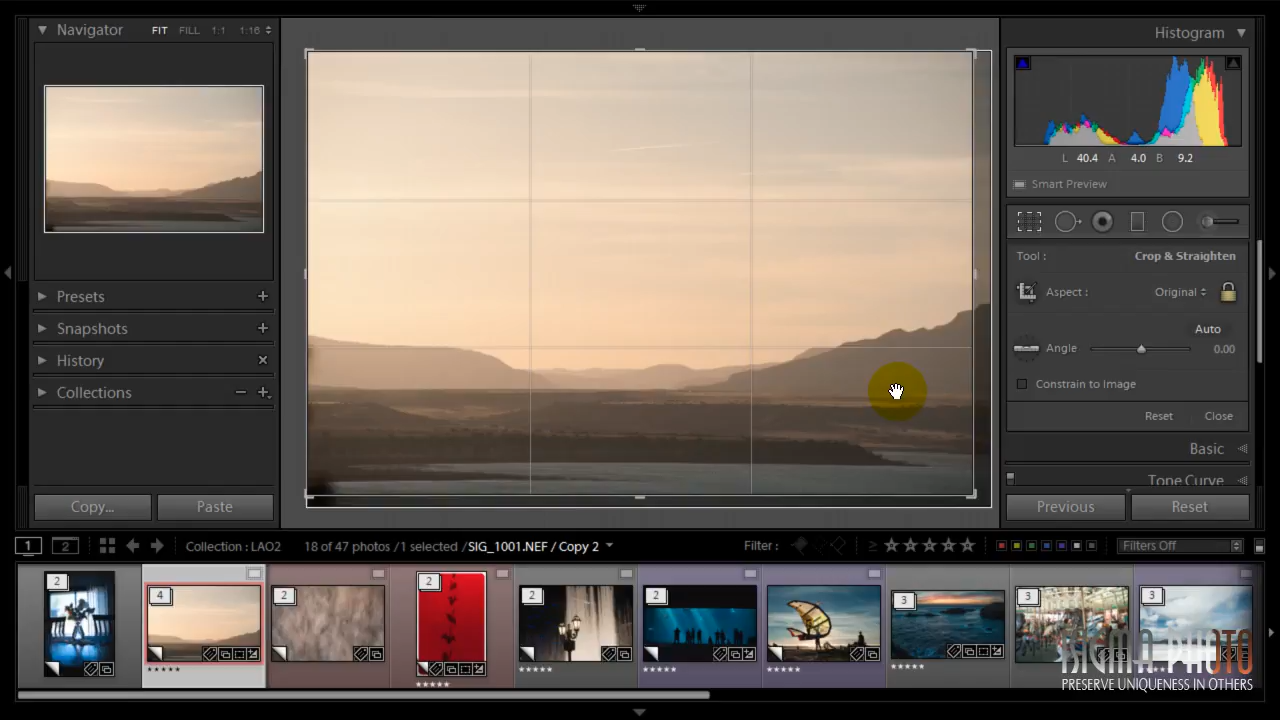 Navigator FIT FILL 1:1 1:16
Presets
Snapshots
History
Collections
Copy... Paste
Histogram
L 40.4 A 4.0 B 9.2
Smart Preview
Tool : Crop & Straighten
Aspect : Original
Auto
Angle 0.00
Constrain to Image
Reset Close
Basic
Tone Curve
Previous Reset
1 2 Collection : LAO2 18 of 47 photos / 1 selected / SIG_1001.NEF / Copy 2 Filter : Filters Off
2 4 2 2 2 2 3 3 3
SIGMA PHOTO
PRESERVE UNIQUENESS IN OTHERS